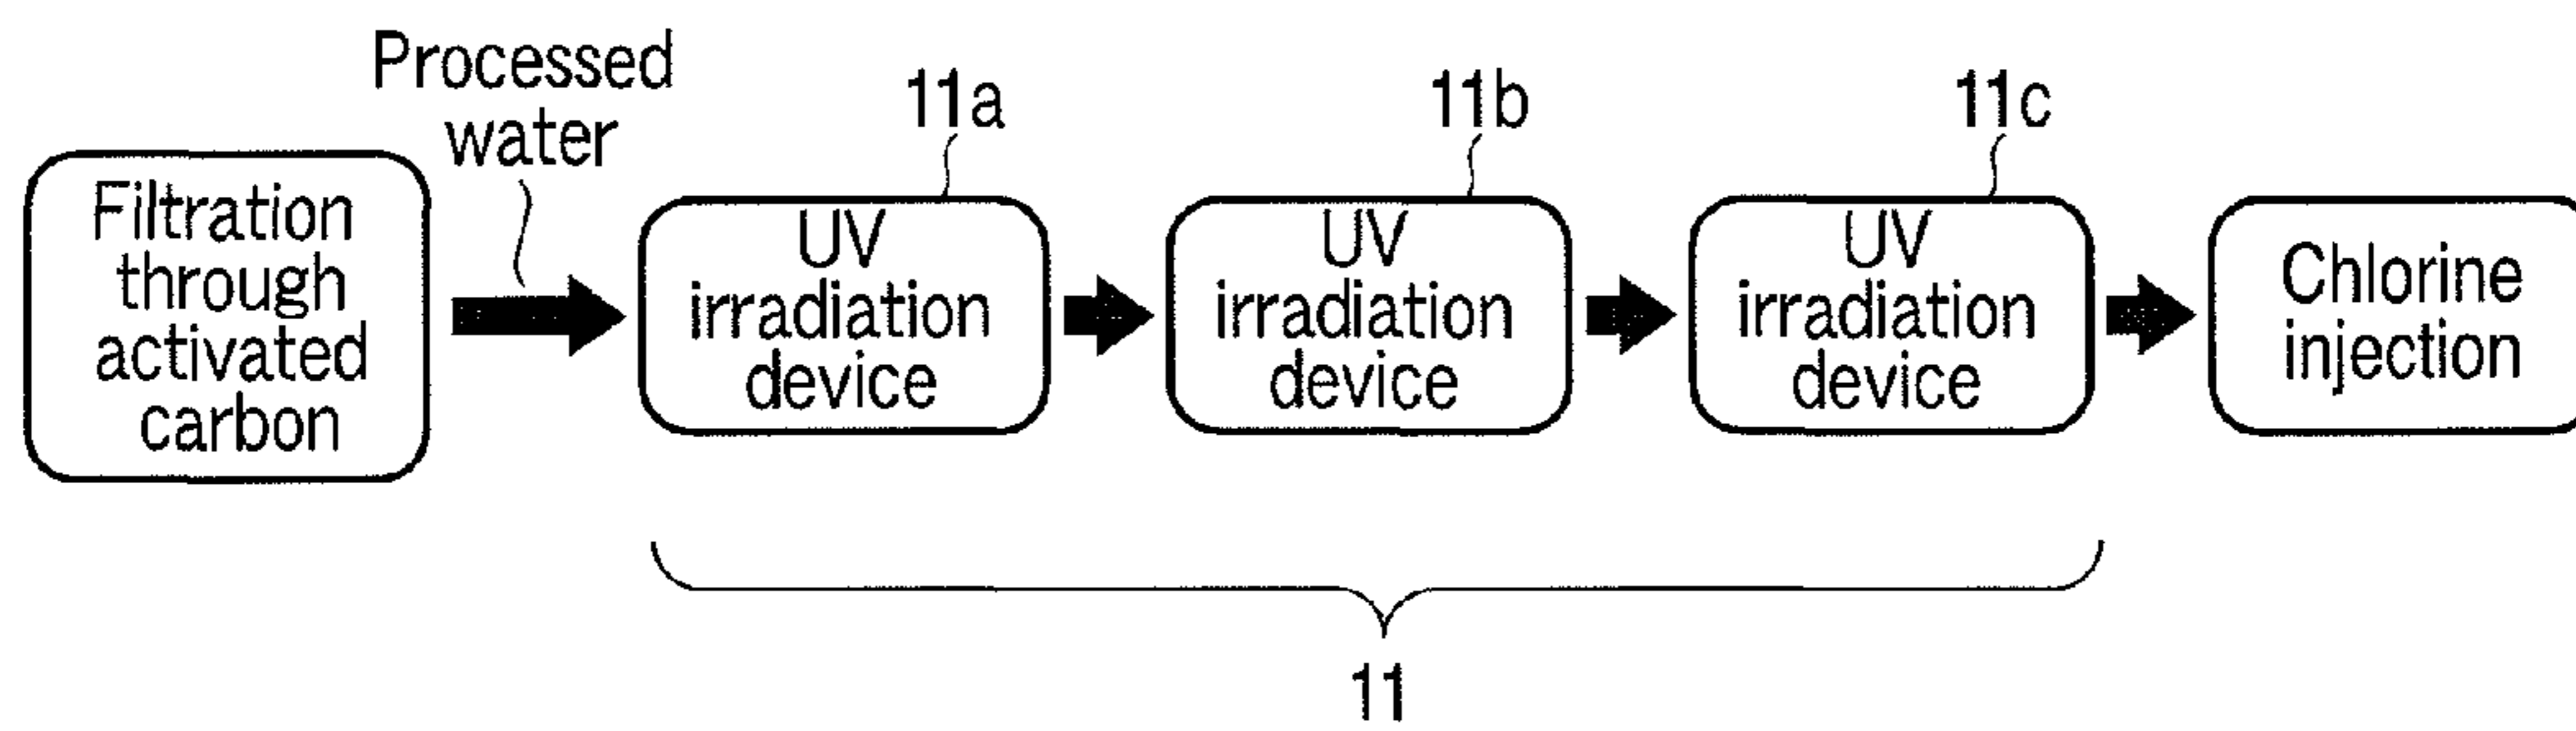 Processed
water
11a
11b
11c
Filtration
through
activated
carbon
UV
irradiation
device
UV
irradiation
device
UV
irradiation
device
Chlorine
injection
11